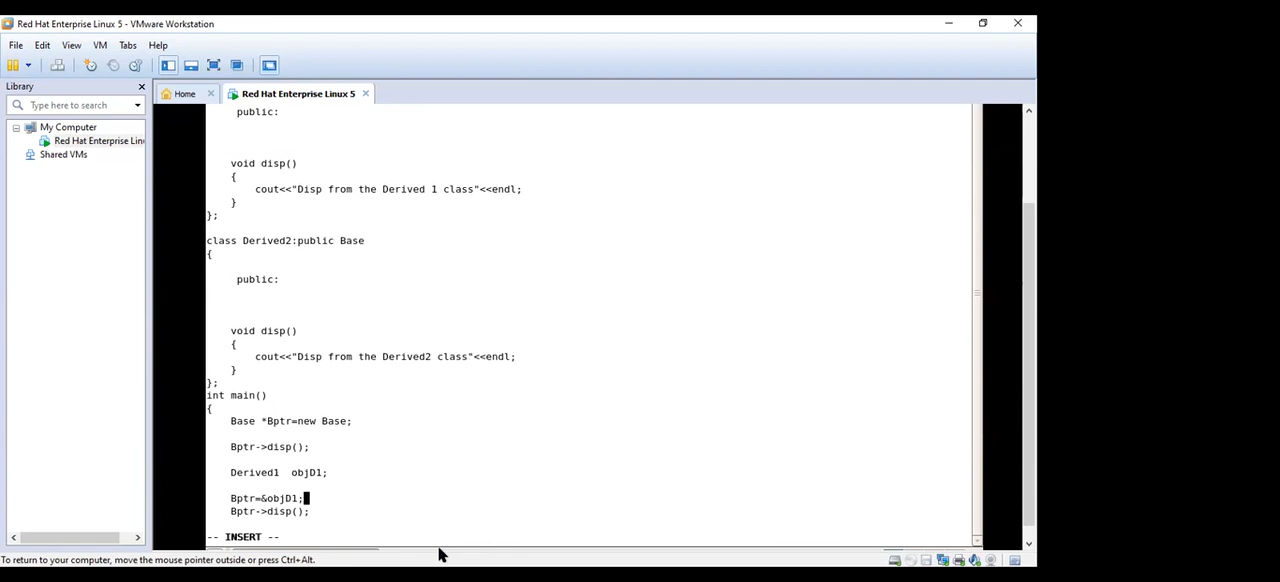 Red Hat Enterprise Linux 5 - VMware Workstation
File Edit View VM Tabs Help
Library
Type here to search
My Computer
Red Hat Enterprise Lin
Shared VMs
Home
Red Hat Enterprise Linux 5
public:
void disp()
{
cout<<"Disp from the Derived 1 class"<<endl;
}
};
class Derived2:public Base
{
public:
void disp()
{
cout<<"Disp from the Derived2 class"<<endl;
}
};
int main()
{
Base *Bptr=new Base;
Bptr->disp();
Derived1  objD1;
Bptr=&objD1;
Bptr->disp();
-- INSERT --
To return to your computer, move the mouse pointer outside or press Ctrl+Alt.